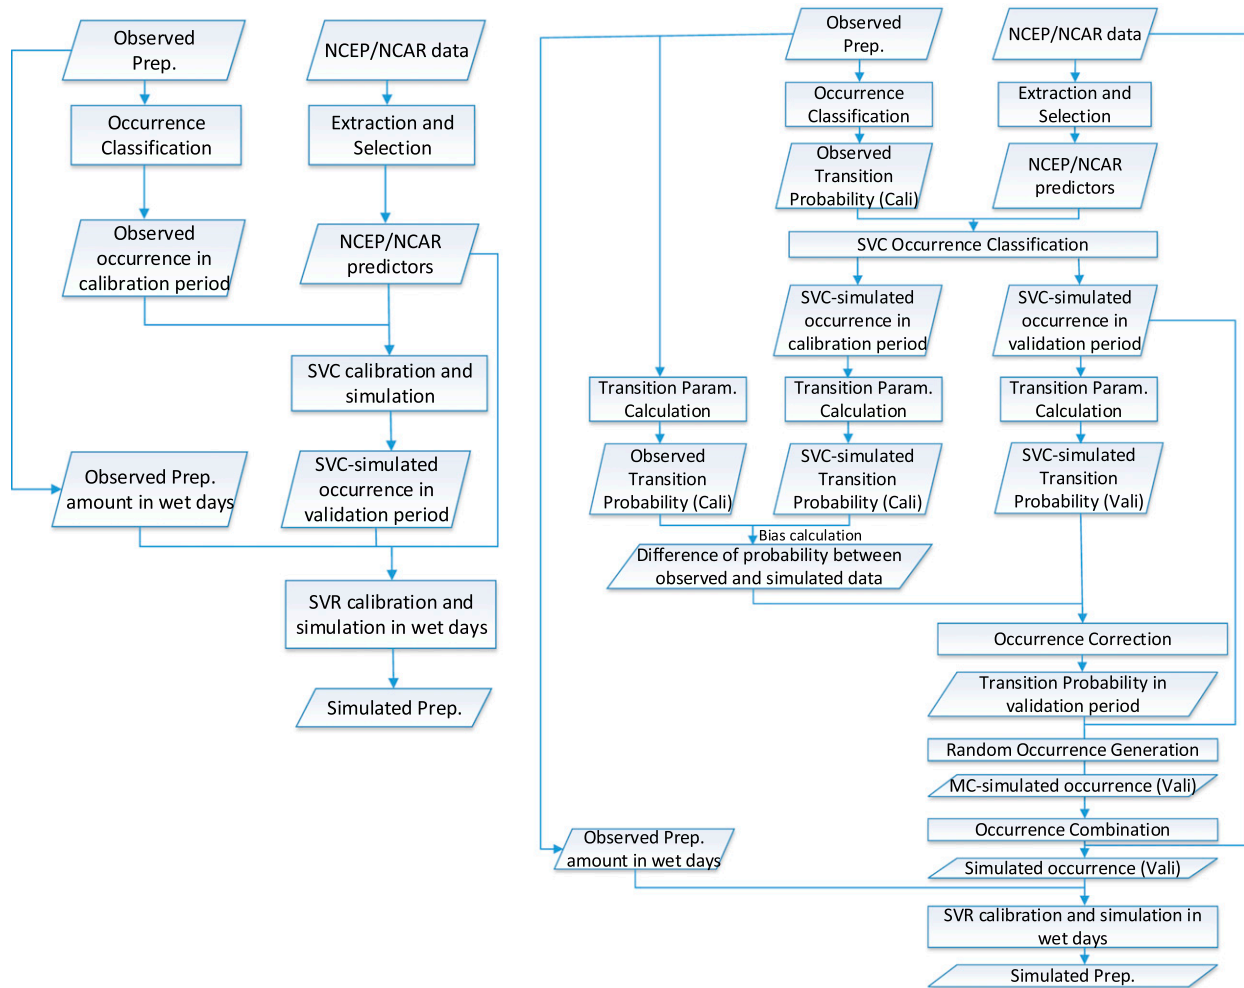 Observed
Prep.
NCEP/NCAR data
Occurrence
Classification
Extraction and
Selection
Observed
occurrence in
calibration period
NCEP/NCAR
predictors
SVC calibration and
simulation
Observed Prep.
amount in wet days
SVC-simulated
occurrence in
validation period
SVR calibration and
simulation in wet days
Simulated Prep.
Observed
Prep.
NCEP/NCAR data
Occurrence
Classification
Extraction and
Selection
Observed
Transition
Probability (Cali)
NCEP/NCAR
predictors
SVC Occurrence Classification
SVC-simulated
occurrence in
calibration period
SVC-simulated
occurrence in
validation period
Transition Param.
Calculation
Transition Param.
Calculation
Transition Param.
Calculation
Observed
Transition
Probability (Cali)
SVC-simulated
Transition
Probability (Cali)
SVC-simulated
Transition
Probability (Vali)
Bias calculation
Difference of probability between
observed and simulated data
Occurrence Correction
Transition Probability in
validation period
Random Occurrence Generation
MC-simulated occurrence (Vali)
Occurrence Combination
Observed Prep.
amount in wet days
Simulated occurrence (Vali)
SVR calibration and simulation in
wet days
Simulated Prep.